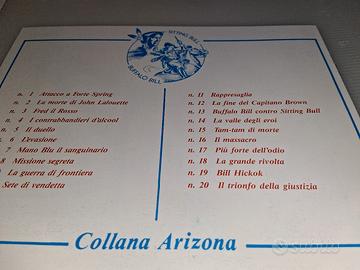 SITTING BULL
BUFFALO BILL
n. 1 Attacco a Forte Spring
n. 2 La morte di John Lalouette
n. 3 Fred il Rosso
n. 4 I contrabbandieri d'alcool
n. 5 Il duello
n. 6 L'evasione
7 Mano Blu il sanguinario
8 Missione segreta
La guerra di frontiera
Sete di vendetta
n. 11 Rappresaglia
n. 12 La fine del Capitano Brown
n. 13 Buffalo Bill contro Sitting Bull
n. 14 La valle degli eroi
n. 15 Tam-tam di morte
n. 16 Il massacro
n. 17 Più forte dell'odio
n. 18 La grande rivolta
n. 19 Bill Hickok
n. 20 Il trionfo della giustizia
Collana Arizona
subito